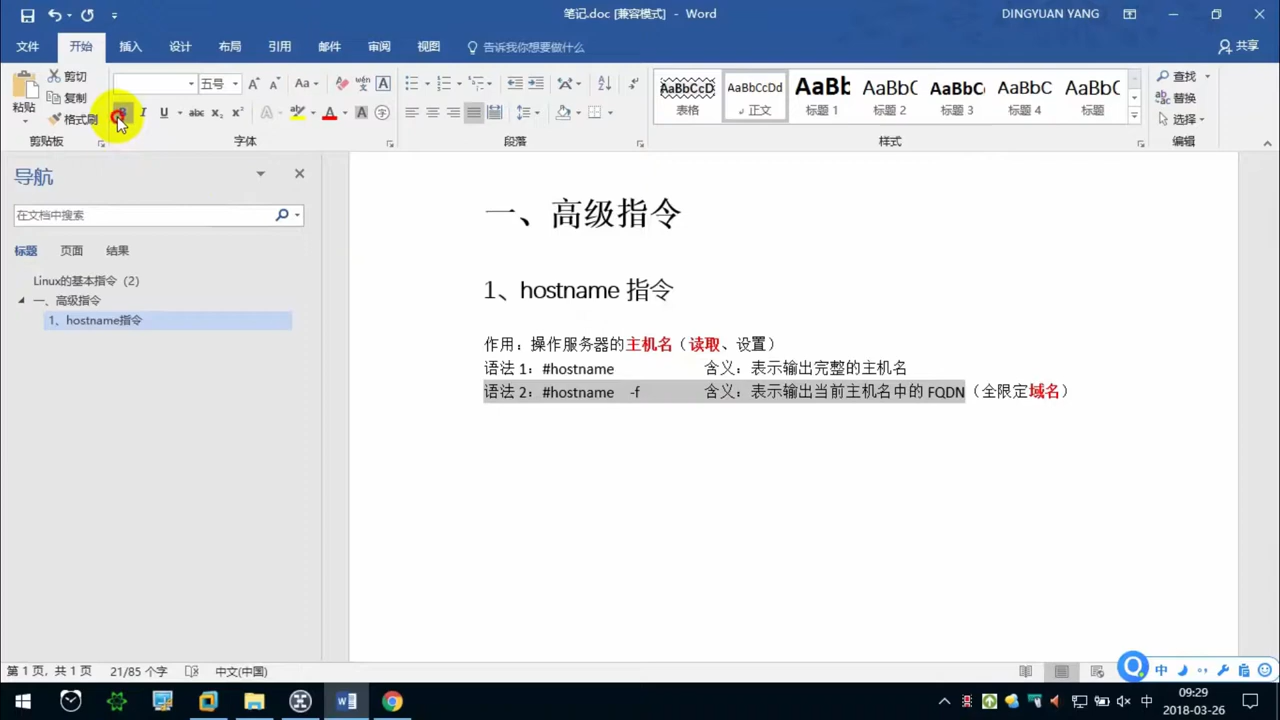 笔记.doc [兼容模式] - Word
DINGYUAN YANG
文件 开始 插入 设计 布局 引用 邮件 审阅 视图 告诉我你想要做什么 共享
粘贴
剪切
复制
格式刷
剪贴板
五号
字体
段落
AaBbCcD 表格
AaBbCcDd 正文
AaBb 标题 1
AaBbC 标题 2
AaBbC 标题 3
AaBbC 标题 4
AaBbC 标题
样式
查找
替换
选择
编辑
导航
在文档中搜索
标题 页面 结果
Linux的基本指令(2)
一、高级指令
1、hostname指令
一、高级指令
1、hostname 指令
作用:操作服务器的主机名(读取、设置)
语法 1:#hostname 含义:表示输出完整的主机名
语法 2:#hostname -f 含义:表示输出当前主机名中的 FQDN(全限定域名)
第 1 页,共 1 页 21/85 个字 中文(中国)
中
中
09:29
2018-03-26